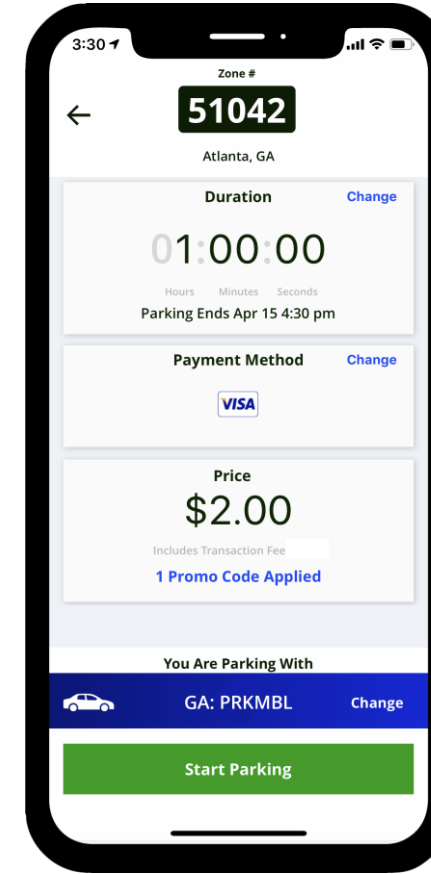 3:30
Zone #
51042
Atlanta, GA
Duration
Change
01:00:00
Hours Minutes Seconds
Parking Ends Apr 15 4:30 pm
Payment Method
Change
VISA
Price
$2.00
Includes Transaction Fee
1 Promo Code Applied
You Are Parking With
GA: PRKMBL
Change
Start Parking